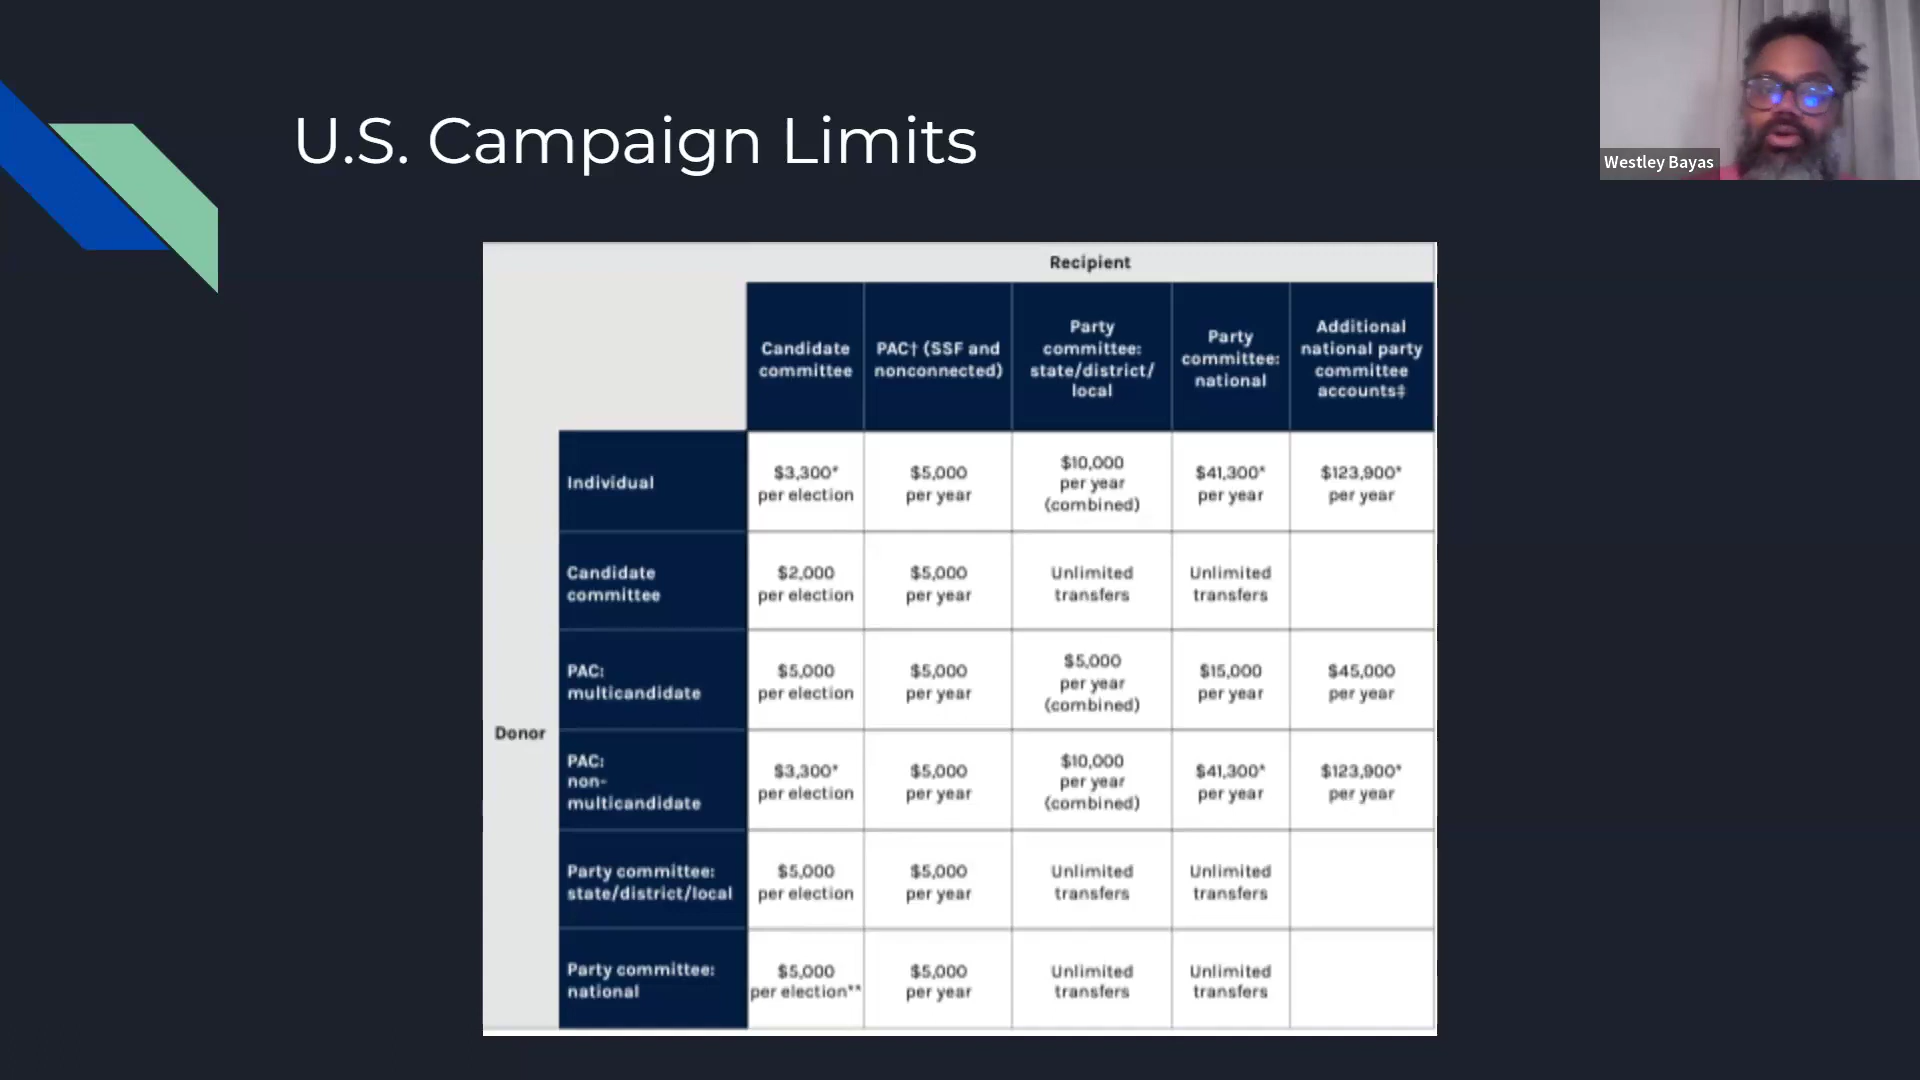 U.S. Campaign Limits
Westley Bayas
Recipient
Candidate
committee
PAC† (SSF and
nonconnected)
Party
committee:
state/district/
local
Party
committee:
national
Additional
national party
committee
accounts‡
Donor
Individual
$3,300*
per election
$5,000
per year
$10,000
per year
(combined)
$41,300*
per year
$123,900*
per year
Candidate
committee
$2,000
per election
$5,000
per year
Unlimited
transfers
Unlimited
transfers
PAC:
multicandidate
$5,000
per election
$5,000
per year
$5,000
per year
(combined)
$15,000
per year
$45,000
per year
PAC:
non-
multicandidate
$3,300*
per election
$5,000
per year
$10,000
per year
(combined)
$41,300*
per year
$123,900*
per year
Party committee:
state/district/local
$5,000
per election
$5,000
per year
Unlimited
transfers
Unlimited
transfers
Party committee:
national
$5,000
per election**
$5,000
per year
Unlimited
transfers
Unlimited
transfers